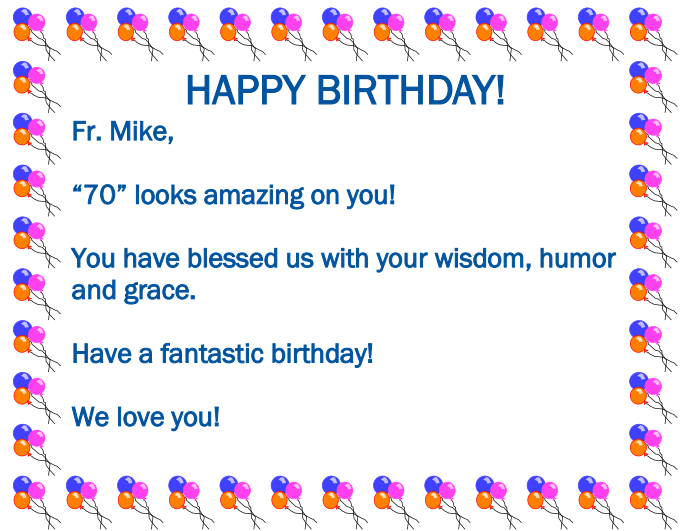 HAPPY BIRTHDAY!
Fr. Mike,
“70” looks amazing on you!
You have blessed us with your wisdom, humor
and grace.
Have a fantastic birthday!
We love you!